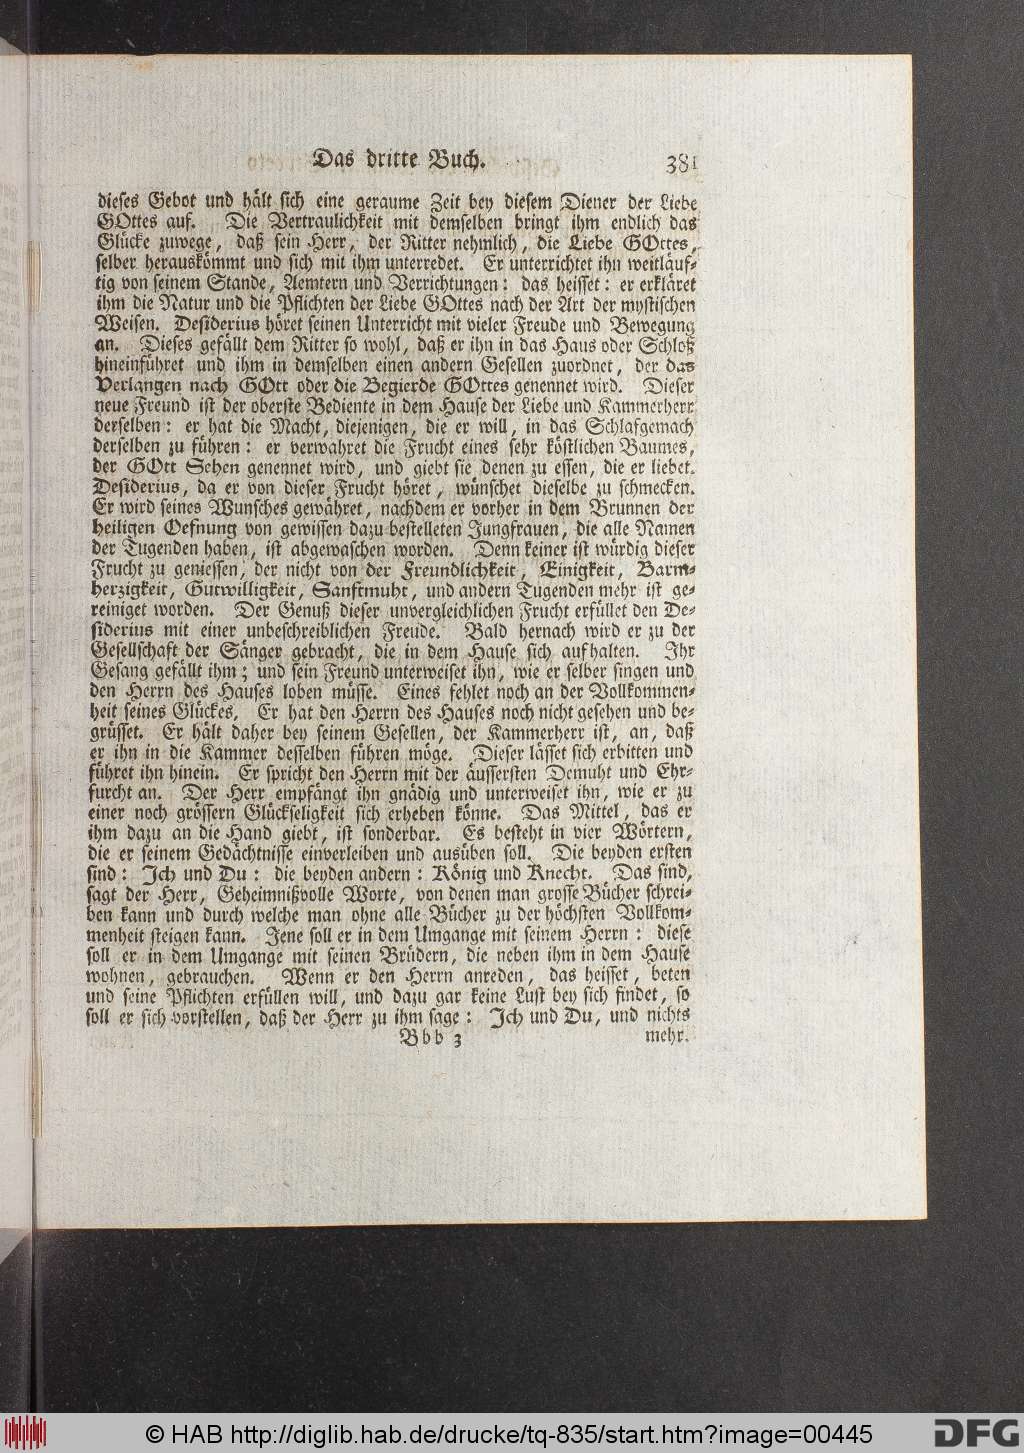 Das dritte Buch. 381
dieses Gebot und hält sich eine geraume Zeit bey diesem Diener der Liebe
GOttes auf. Die Vertraulichkeit mit demselben bringt ihm endlich das
Glücke zuwege, daß sein Herr, der Ritter nehmlich, die Liebe GOttes,
selber herauskömmt und sich mit ihm unterredet. Er unterrichtet ihn weitläuf-
tig von seinem Stande, Aemtern und Verrichtungen: das heisset: er erkläret
ihm die Natur und die Pflichten der Liebe GOttes nach der Art der mystischen
Weisen. Desiderius höret seinen Unterricht mit vieler Freude und Bewegung
an. Dieses gefällt dem Ritter so wohl, daß er ihn in das Haus oder Schloß
hineinführet und ihm in demselben einen andern Gesellen zuordnet, der das
Verlangen nach GOtt oder die Begierde GOttes genennet wird. Dieser
neue Freund ist der oberste Bediente in dem Hause der Liebe und Kammerherr
derselben: er hat die Macht, diejenigen, die er will, in das Schlafgemach
derselben zu führen: er verwahret die Frucht eines sehr köstlichen Baumes,
der GOtt Sehen genennet wird, und giebt sie denen zu essen, die er liebet.
Desiderius, da er von dieser Frucht höret, wünschet dieselbe zu schmecken.
Er wird seines Wunsches gewähret, nachdem er vorher in dem Brunnen der
heiligen Oefnung von gewissen dazu bestelleten Jungfrauen, die alle Namen
der Tugenden haben, ist abgewaschen worden. Denn keiner ist würdig dieser
Frucht zu geniessen, der nicht von der Freundlichkeit, Einigkeit, Barm-
herzigkeit, Gutwilligkeit, Sanftmuht, und andern Tugenden mehr ist ge-
reiniget worden. Der Genuß dieser unvergleichlichen Frucht erfüllet den De-
siderius mit einer unbeschreiblichen Freude. Bald hernach wird er zu der
Gesellschaft der Sänger gebracht, die in dem Hause sich aufhalten. Ihr
Gesang gefällt ihm; und sein Freund unterweiset ihn, wie er selber singen und
den Herrn des Hauses loben müsse. Eines fehlet noch an der Vollkommen-
heit seines Glückes. Er hat den Herrn des Hauses noch nicht gesehen und be-
grüsset. Er hält daher bey seinem Gesellen, der Kammerherr ist, an, daß
er ihn in die Kammer desselben führen möge. Dieser lässet sich erbitten und
führet ihn hinein. Er spricht den Herrn mit der äussersten Demuht und Ehr-
furcht an. Der Herr empfängt ihn gnädig und unterweiset ihn, wie er zu
einer noch grössern Glückseligkeit sich erheben könne. Das Mittel, das er
ihm dazu an die Hand giebt, ist sonderbar. Es besteht in vier Wörtern,
die er seinem Gedächtnisse einverleiben und ausüben soll. Die beyden ersten
sind: Ich und Du: die beyden andern: König und Knecht. Das sind,
sagt der Herr, Geheimnißvolle Worte, von denen man grosse Bücher schrei-
ben kann und durch welche man ohne alle Bücher zu der höchsten Vollkom-
menheit steigen kann. Jene soll er in dem Umgange mit seinem Herrn: diese
soll er in dem Umgange mit seinen Brüdern, die neben ihm in dem Hause
wohnen, gebrauchen. Wenn er den Herrn anreden, das heisset, beten
und seine Pflichten erfüllen will, und dazu gar keine Lust bey sich findet, so
soll er sich vorstellen, daß der Herr zu ihm sage: Ich und Du, und nichts
Bbb 3 mehr.
© HAB http://diglib.hab.de/drucke/tq-835/start.htm?image=00445
DFG